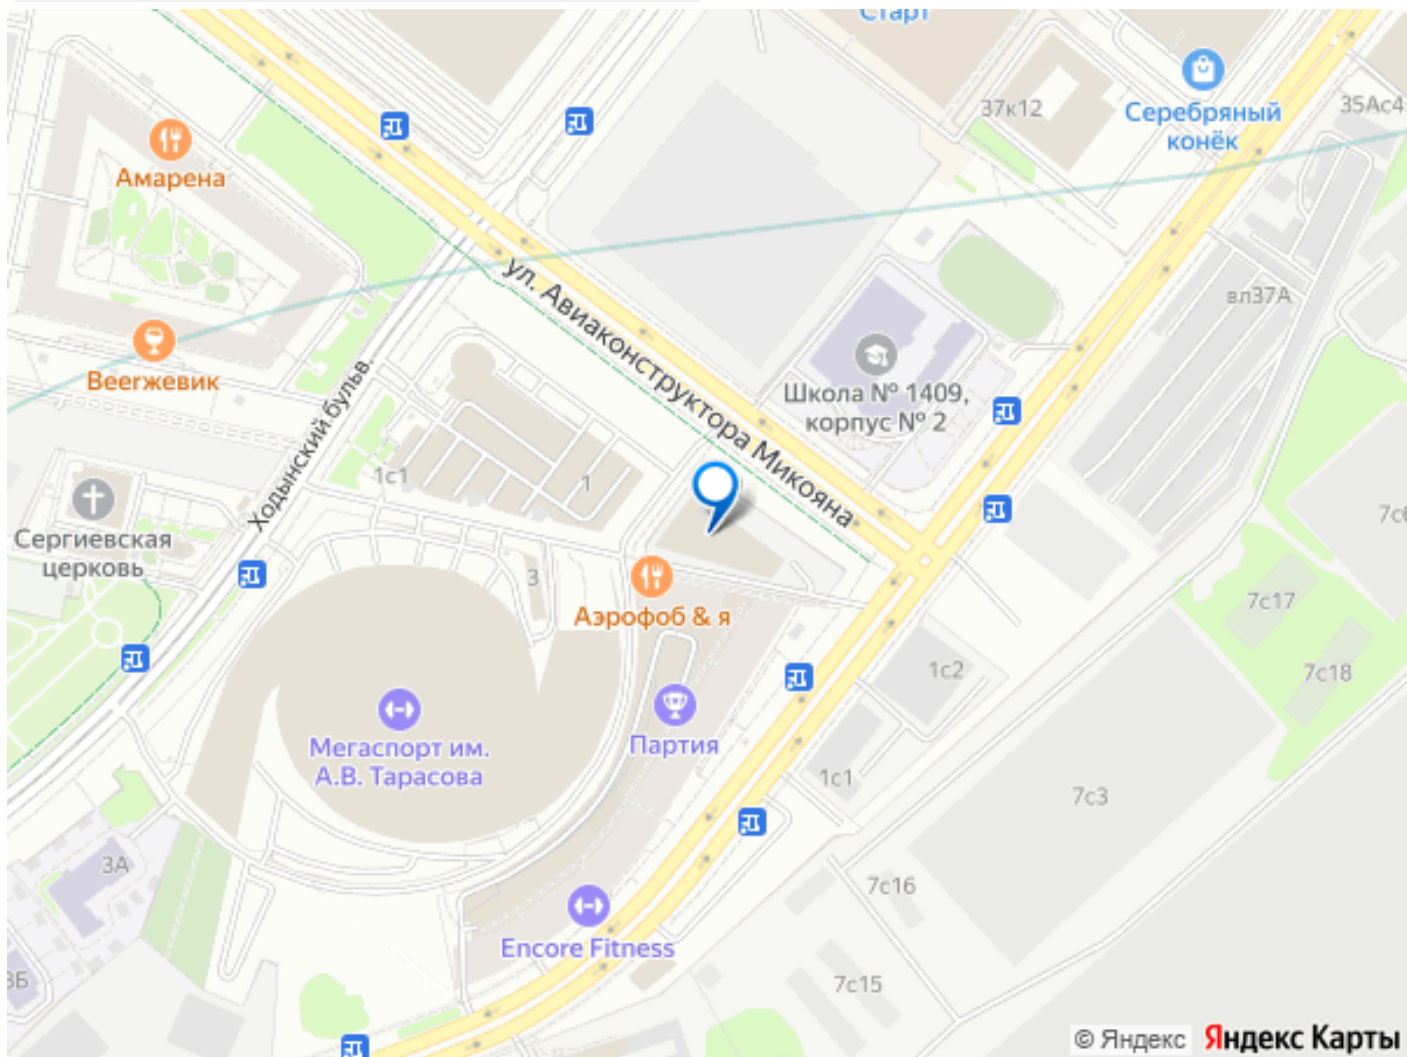 Старт
Серебряный
конёк
37к12
35Ас4
Амарена
вл37А
ул. Авиаконструктора Микояна
Веегжевик
Школа № 1409,
корпус № 2
Ходынский бульв.
1с1
1
Сергиевская
церковь
3
Аэрофоб & я
7с17
1с2
7с18
Мегаспорт им.
А.В. Тарасова
Партия
1с1
7с3
3А
7с16
Encore Fitness
3Б
7с15
© Яндекс Яндекс Карты